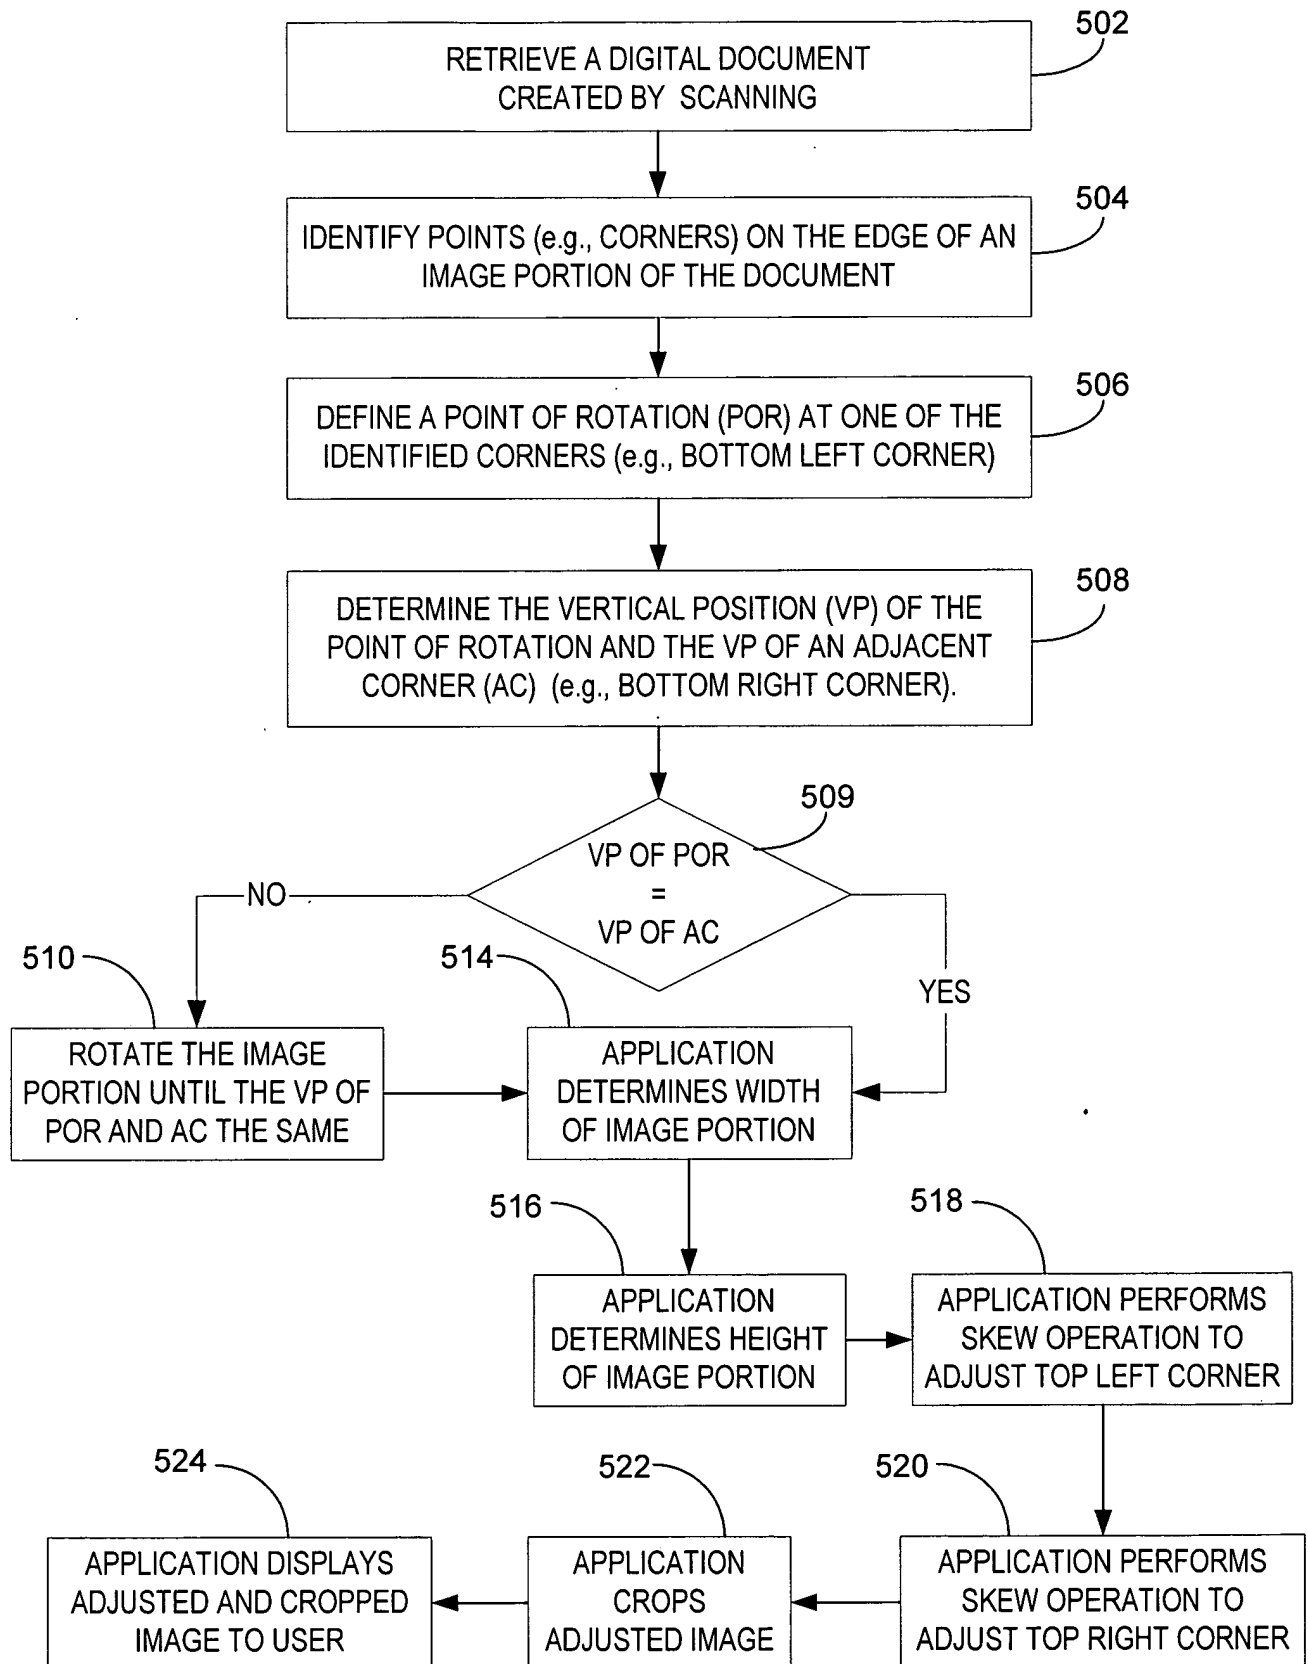 502
RETRIEVE A DIGITAL DOCUMENT
CREATED BY SCANNING
504
IDENTIFY POINTS (e.g., CORNERS) ON THE EDGE OF AN
IMAGE PORTION OF THE DOCUMENT
506
DEFINE A POINT OF ROTATION (POR) AT ONE OF THE
IDENTIFIED CORNERS (e.g., BOTTOM LEFT CORNER)
508
DETERMINE THE VERTICAL POSITION (VP) OF THE
POINT OF ROTATION AND THE VP OF AN ADJACENT
CORNER (AC) (e.g., BOTTOM RIGHT CORNER).
509
VP OF POR
=
VP OF AC
NO
YES
510
ROTATE THE IMAGE
PORTION UNTIL THE VP OF
POR AND AC THE SAME
514
APPLICATION
DETERMINES WIDTH
OF IMAGE PORTION
516
APPLICATION
DETERMINES HEIGHT
OF IMAGE PORTION
518
APPLICATION PERFORMS
SKEW OPERATION TO
ADJUST TOP LEFT CORNER
520
APPLICATION PERFORMS
SKEW OPERATION TO
ADJUST TOP RIGHT CORNER
522
APPLICATION
CROPS
ADJUSTED IMAGE
524
APPLICATION DISPLAYS
ADJUSTED AND CROPPED
IMAGE TO USER